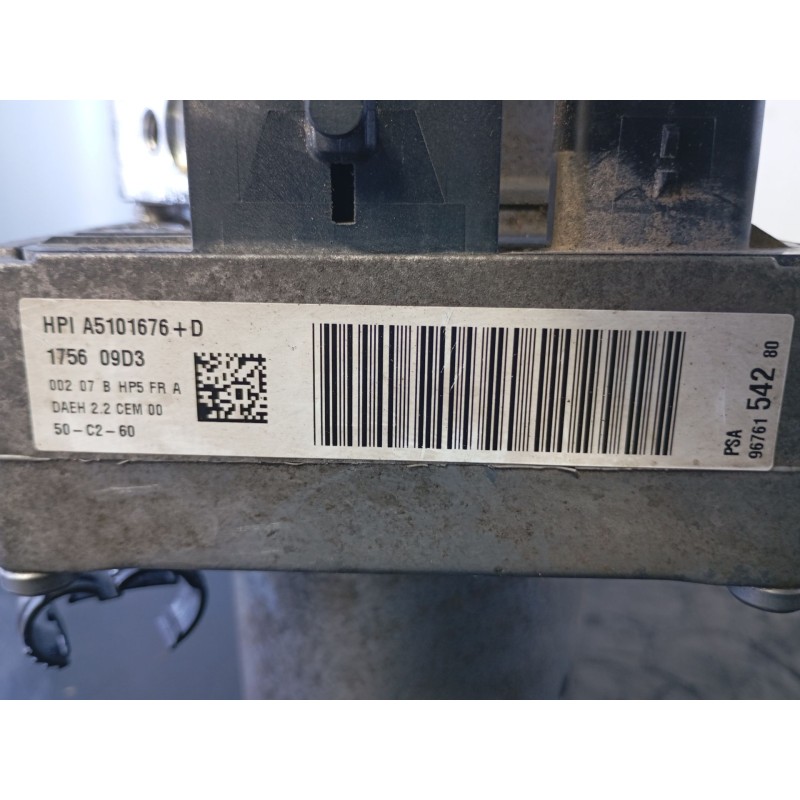 HPI A5101676+D
1756 09D3
002 07 B HP5 FR A
DAEH 2.2 CEM 00
50-C2-60
PSA
96761 542 80